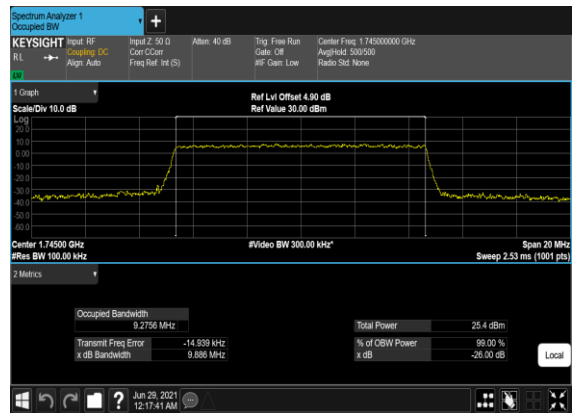 Spectrum Analyzer 1
Occupied BW
+
KEYSIGHT
R L
LXI
Input: RF
Coupling: DC
Align: Auto
Input Z: 50 Ω
Corr CCorr
Freq Ref: Int (S)
Atten: 40 dB
Trig: Free Run
Gate: Off
#IF Gain: Low
Center Freq: 1.745000000 GHz
Avg|Hold: 500/500
Radio Std: None
1 Graph
Scale/Div 10.0 dB
Ref Lvl Offset 4.90 dB
Ref Value 30.00 dBm
Log
20.0
10.0
0.00
-10.0
-20.0
-30.0
-40.0
-50.0
-60.0
Center 1.74500 GHz
#Res BW 100.00 kHz
#Video BW 300.00 kHz*
Span 20 MHz
Sweep 2.53 ms (1001 pts)
2 Metrics
Occupied Bandwidth
9.2756 MHz
Total Power 25.4 dBm
Transmit Freq Error -14.939 kHz
% of OBW Power 99.00 %
x dB Bandwidth 9.886 MHz
x dB -26.00 dB
Local
?
Jun 29, 2021
12:17:41 AM